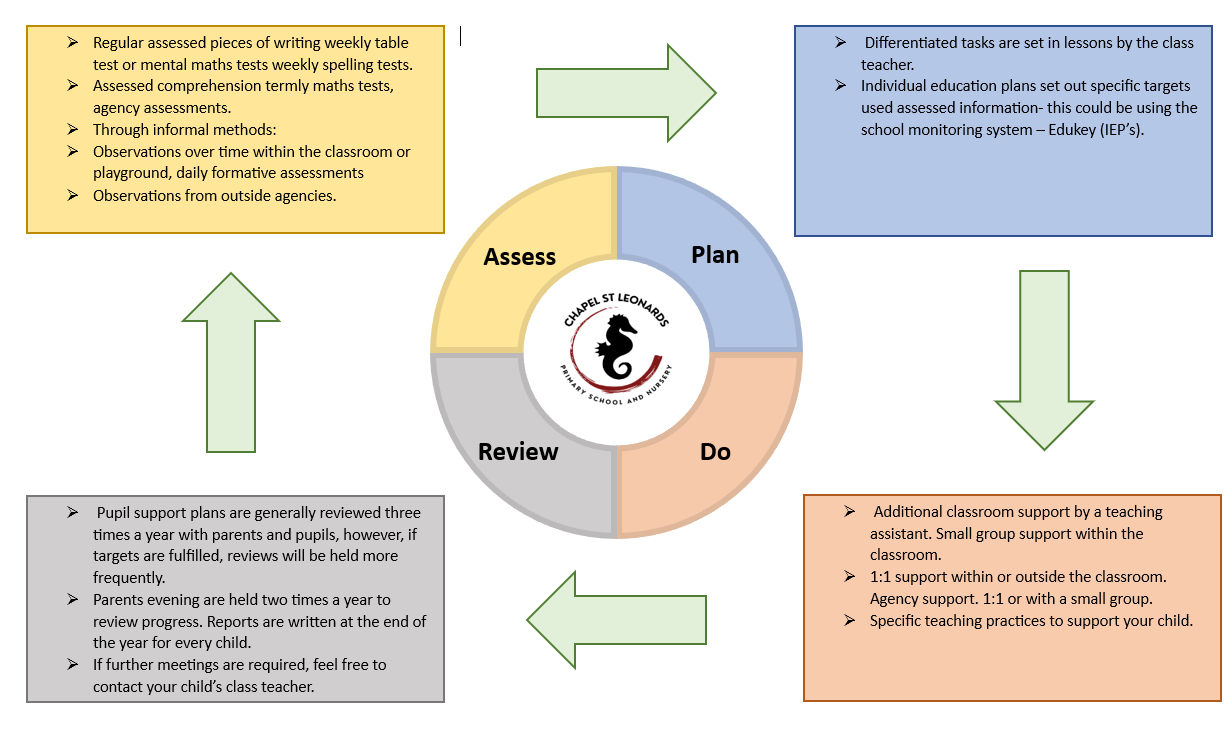 ➢ Regular assessed pieces of writing weekly table
test or mental maths tests weekly spelling tests.
➢ Assessed comprehension termly maths tests,
agency assessments.
➢ Through informal methods:
➢ Observations over time within the classroom or
playground, daily formative assessments
➢ Observations from outside agencies.
➢ Differentiated tasks are set in lessons by the class
teacher.
➢ Individual education plans set out specific targets
used assessed information- this could be using the
school monitoring system – Edukey (IEP’s).
Assess
Plan
CHAPEL ST LEONARDS
PRIMARY SCHOOL AND NURSERY
Review
Do
➢ Pupil support plans are generally reviewed three
times a year with parents and pupils, however, if
targets are fulfilled, reviews will be held more
frequently.
➢ Parents evening are held two times a year to
review progress. Reports are written at the end of
the year for every child.
➢ If further meetings are required, feel free to
contact your child’s class teacher.
➢ Additional classroom support by a teaching
assistant. Small group support within the
classroom.
➢ 1:1 support within or outside the classroom.
Agency support. 1:1 or with a small group.
➢ Specific teaching practices to support your child.